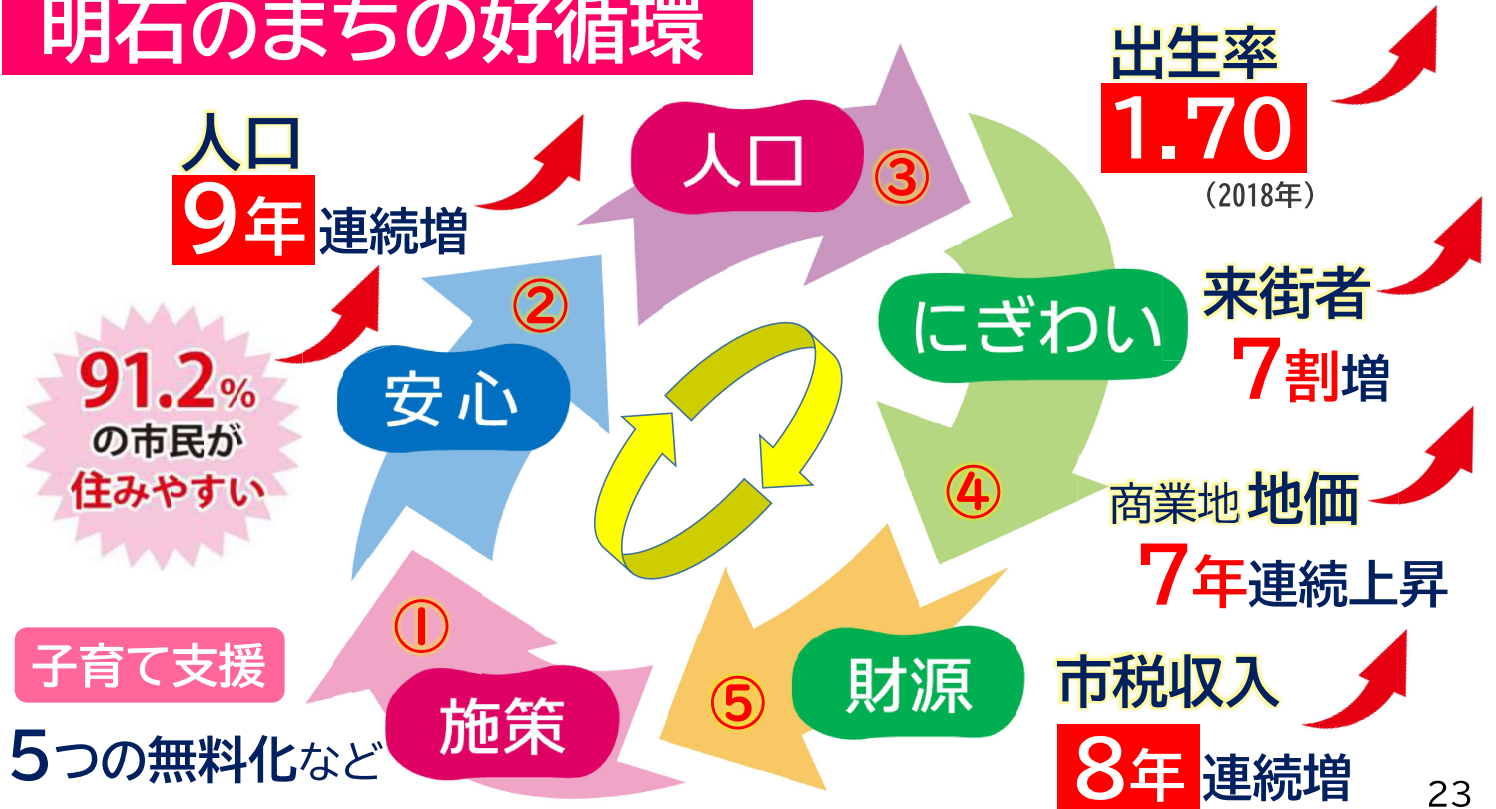 明石のまちの好循環
人口
9年連続増
91.2%
の市民が
住みやすい
子育て支援
5つの無料化など
①
施策
②
安心
③
人口
④
にぎわい
⑤
財源
出生率
1.70
(2018年)
来街者
7割増
商業地 地価
7年連続上昇
市税収入
8年連続増
23